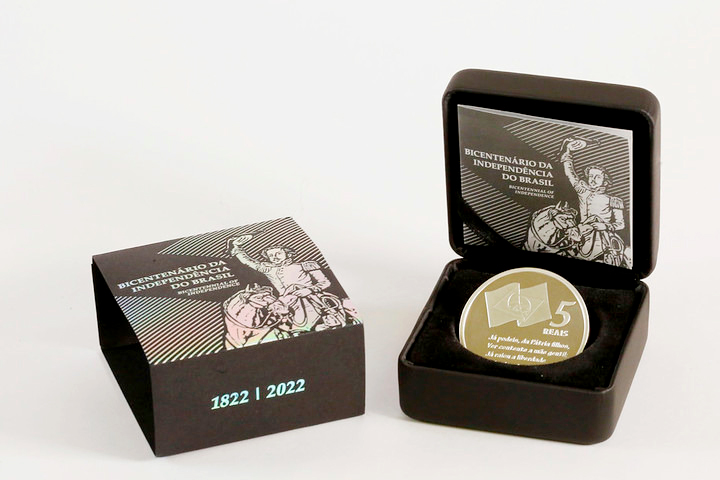 BICENTENÁRIO DA
INDEPENDÊNCIA
DO BRASIL
BICENTENNIAL OF
INDEPENDENCE
1822 | 2022
BICENTENÁRIO DA
INDEPENDÊNCIA
DO BRASIL
BICENTENNIAL OF
INDEPENDENCE
5
REAIS
Já podeis, da Pátria filhos,
Ver contente a mãe gentil;
Já raiou a liberdade